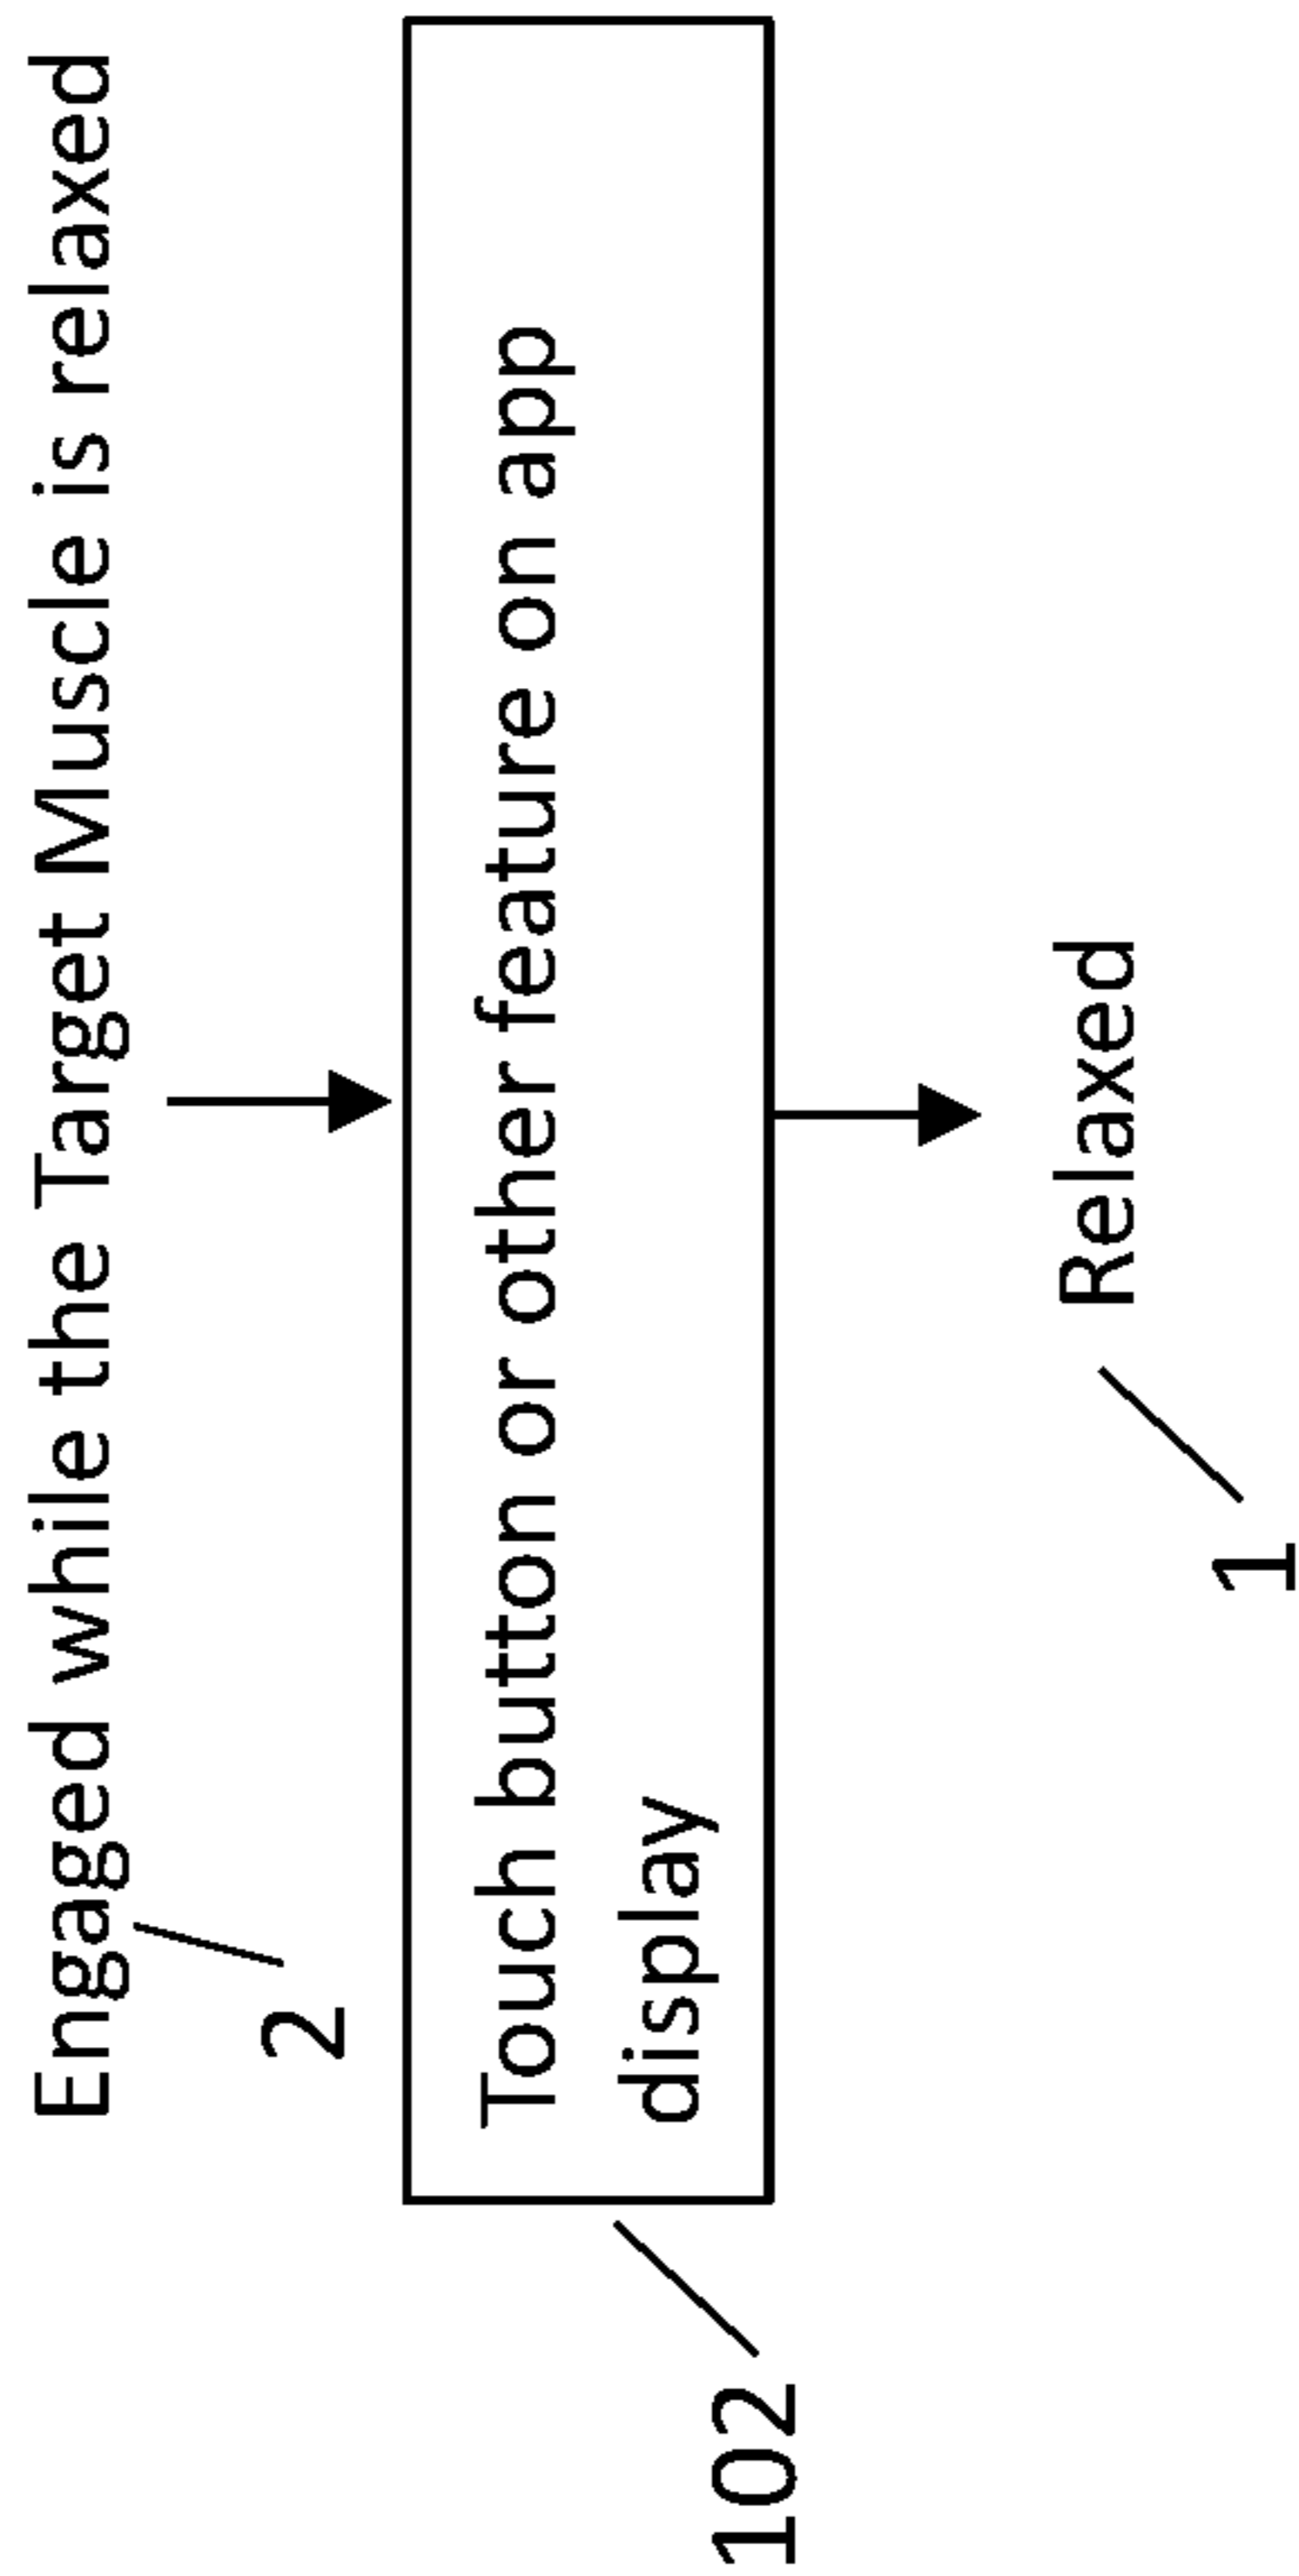 Engaged while the Target Muscle is relaxed
2
Touch button or other feature on app
display
102
Relaxed
1